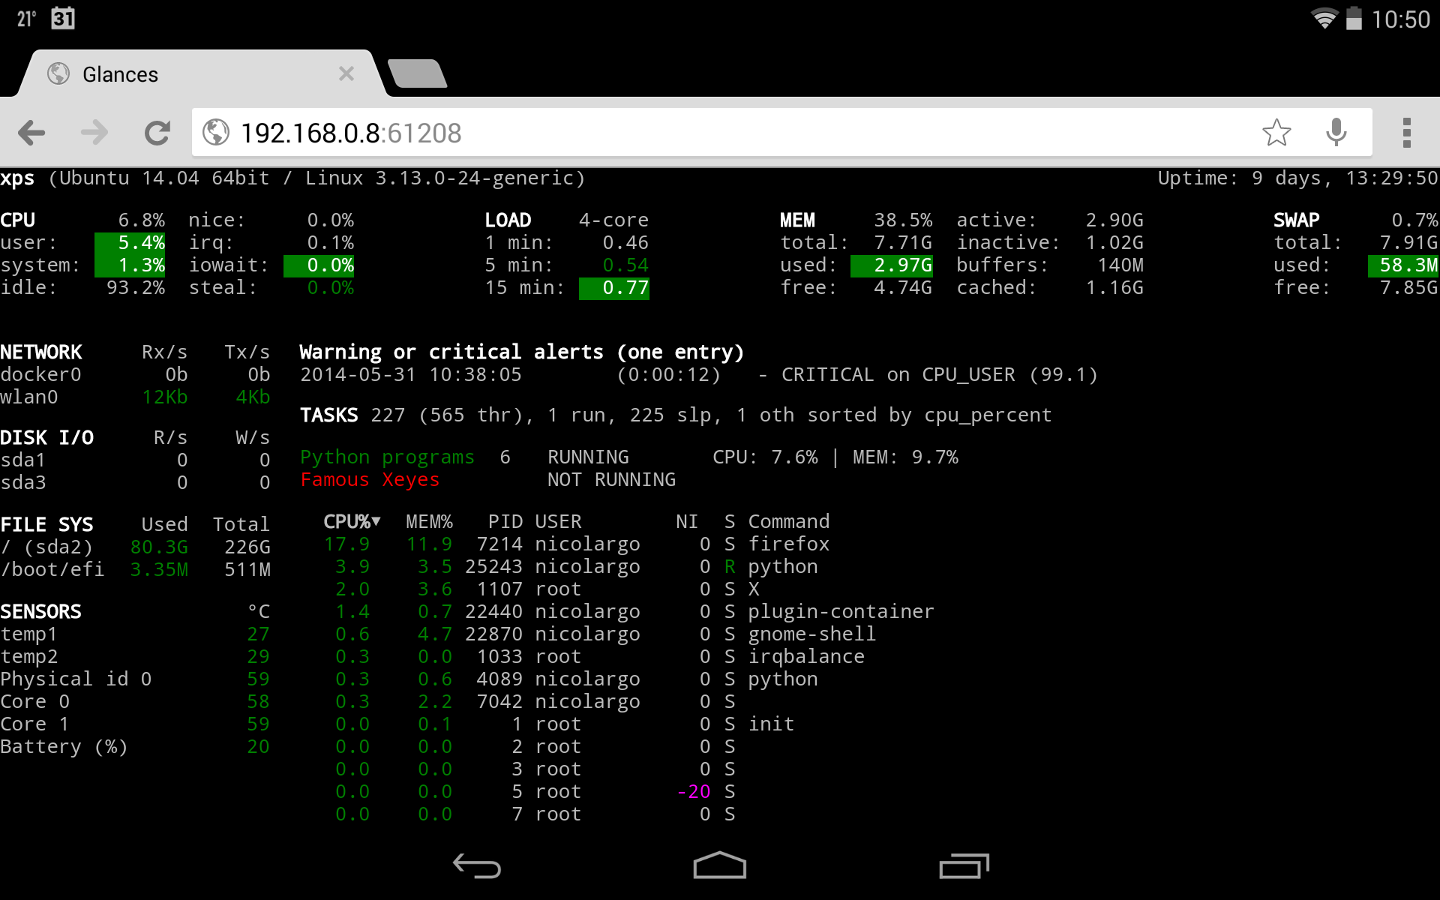 21° 31 10:50
Glances
192.168.0.8:61208
xps (Ubuntu 14.04 64bit / Linux 3.13.0-24-generic) Uptime: 9 days, 13:29:50
CPU 6.8% nice: 0.0% LOAD 4-core MEM 38.5% active: 2.90G SWAP 0.7%
user: 5.4% irq: 0.1% 1 min: 0.46 total: 7.71G inactive: 1.02G total: 7.91G
system: 1.3% iowait: 0.0% 5 min: 0.54 used: 2.97G buffers: 140M used: 58.3M
idle: 93.2% steal: 0.0% 15 min: 0.77 free: 4.74G cached: 1.16G free: 7.85G
NETWORK Rx/s Tx/s
docker0 0b 0b
wlan0 12Kb 4Kb
DISK I/O R/s W/s
sda1 0 0
sda3 0 0
FILE SYS Used Total
/ (sda2) 80.3G 226G
/boot/efi 3.35M 511M
SENSORS °C
temp1 27
temp2 29
Physical id 0 59
Core 0 58
Core 1 59
Battery (%) 20
Warning or critical alerts (one entry)
2014-05-31 10:38:05 (0:00:12) - CRITICAL on CPU_USER (99.1)
TASKS 227 (565 thr), 1 run, 225 slp, 1 oth sorted by cpu_percent
Python programs 6 RUNNING CPU: 7.6% | MEM: 9.7%
Famous Xeyes NOT RUNNING
CPU%▼ MEM% PID USER NI S Command
17.9 11.9 7214 nicolargo 0 S firefox
3.9 3.5 25243 nicolargo 0 R python
2.0 3.6 1107 root 0 S X
1.4 0.7 22440 nicolargo 0 S plugin-container
0.6 4.7 22870 nicolargo 0 S gnome-shell
0.3 0.0 1033 root 0 S irqbalance
0.3 0.6 4089 nicolargo 0 S python
0.3 2.2 7042 nicolargo 0 S
0.0 0.1 1 root 0 S init
0.0 0.0 2 root 0 S
0.0 0.0 3 root 0 S
0.0 0.0 5 root -20 S
0.0 0.0 7 root 0 S